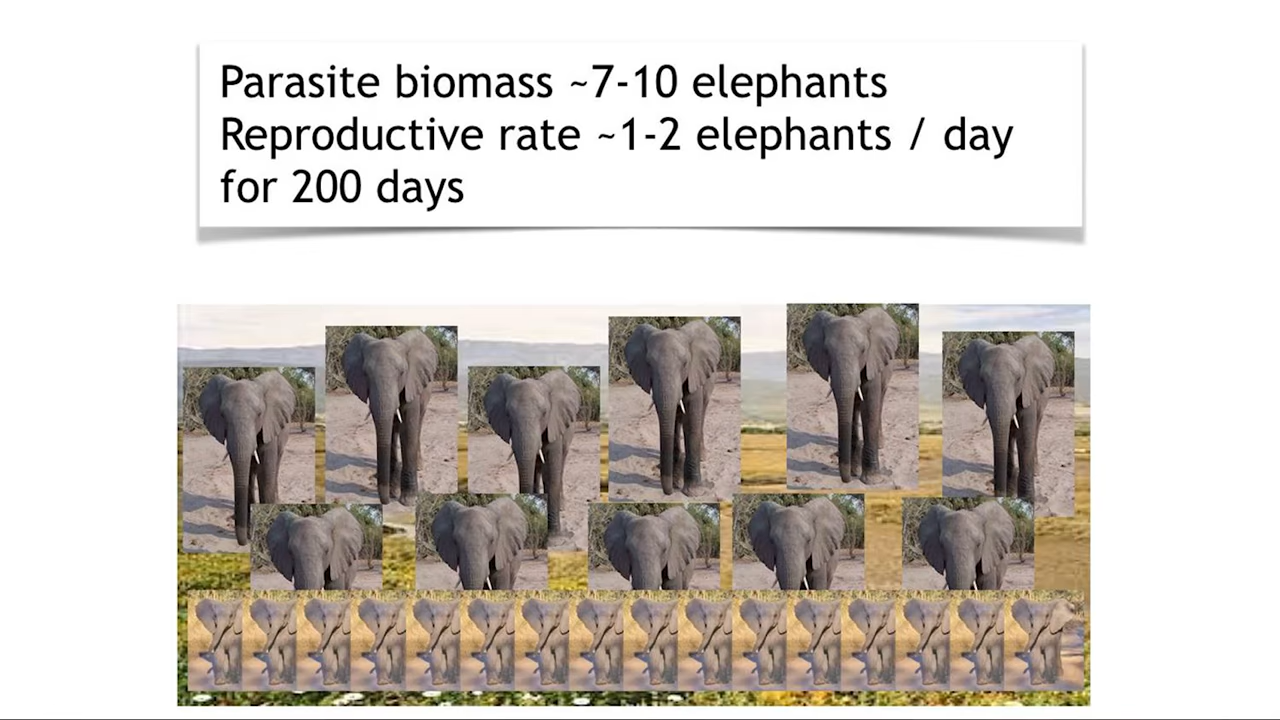 Parasite biomass ~7-10 elephants
Reproductive rate ~1-2 elephants / day
for 200 days